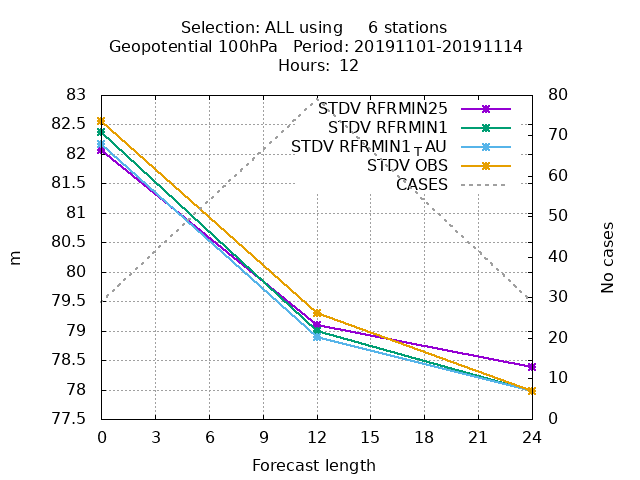 Selection: ALL using     6 stations
Geopotential 100hPa   Period: 20191101-20191114
Hours: 12
83
82.5
82
81.5
81
80.5
80
79.5
79
78.5
78
77.5
m
STDV RFRMIN25
STDV RFRMIN1
STDV RFRMIN1_TAU
STDV OBS
CASES
80
70
60
50
40
30
20
10
0
No cases
0 3 6 9 12 15 18 21 24
Forecast length